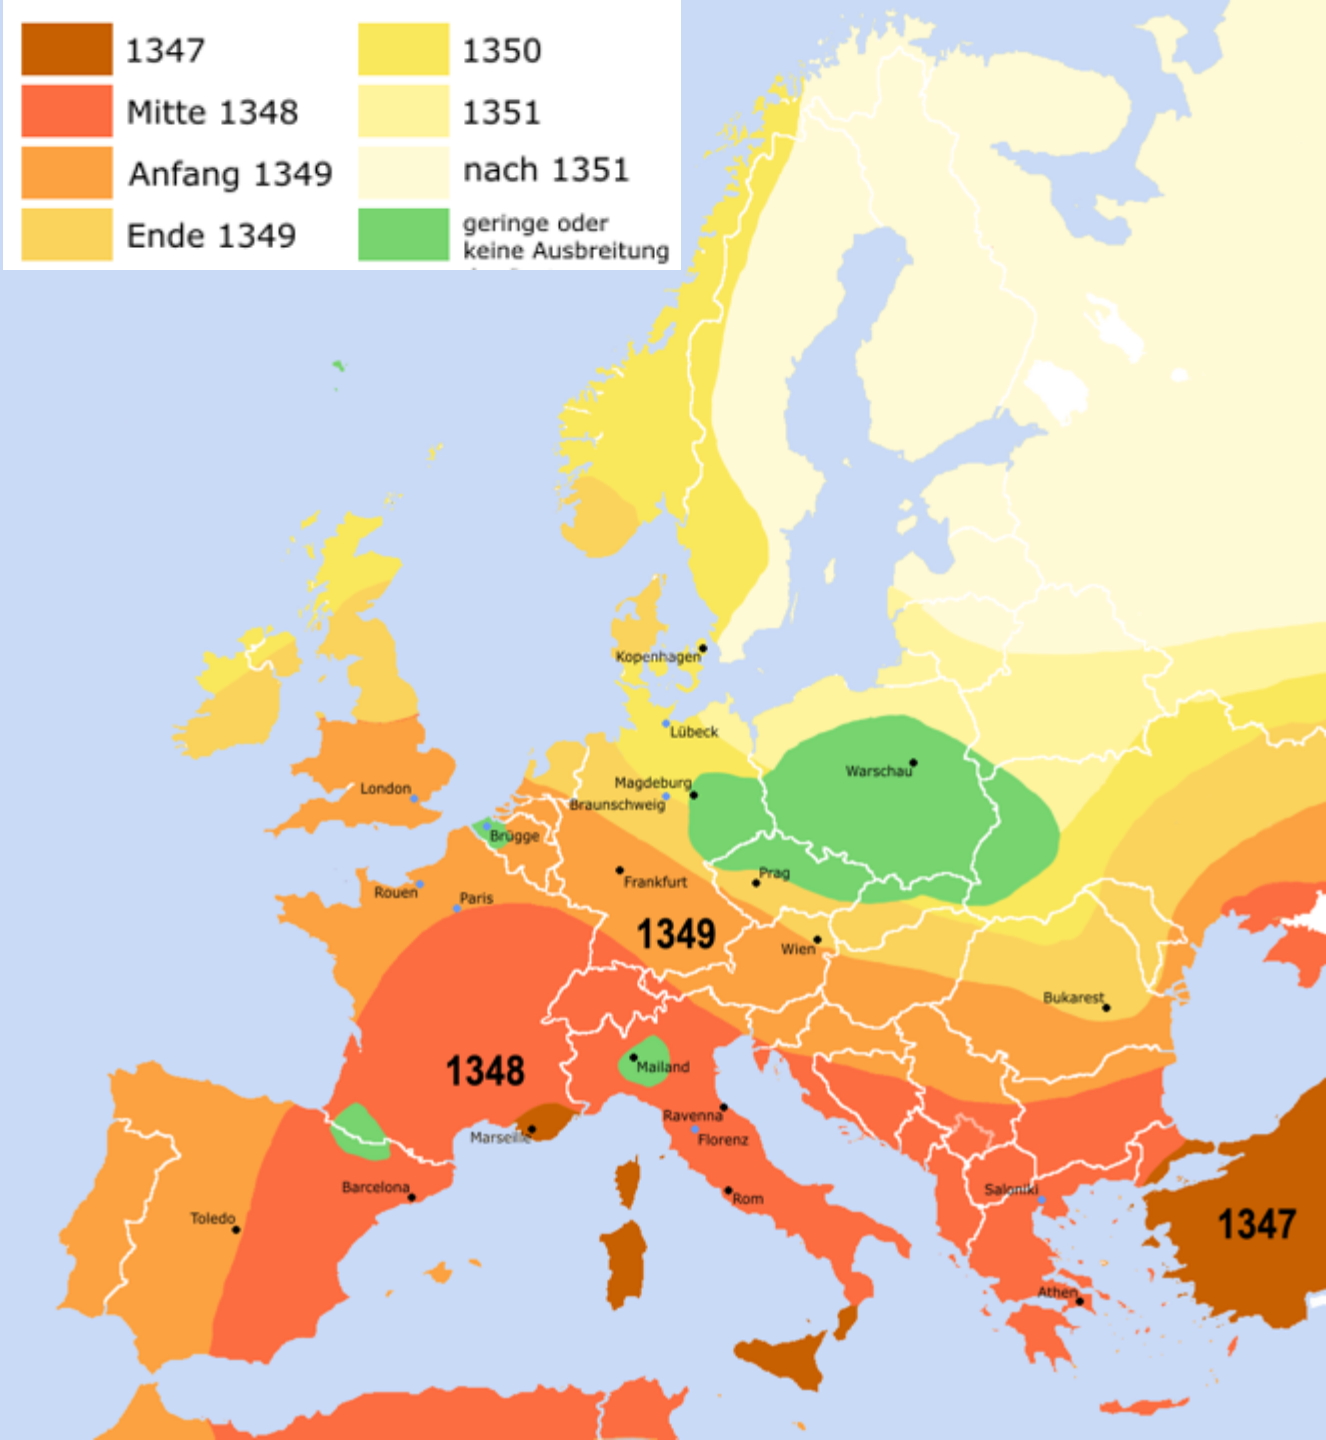 1347
Mitte 1348
Anfang 1349
Ende 1349
1350
1351
nach 1351
geringe oder
keine Ausbreitung
Kopenhagen
Lübeck
Warschau
Magdeburg
Braunschweig
London
Brügge
Rouen
Paris
Frankfurt
Prag
1349
Wien
Bukarest
1348
Mailand
Ravenna
Florenz
Marseille
Barcelona
Toledo
Rom
Saloniki
1347
Athen